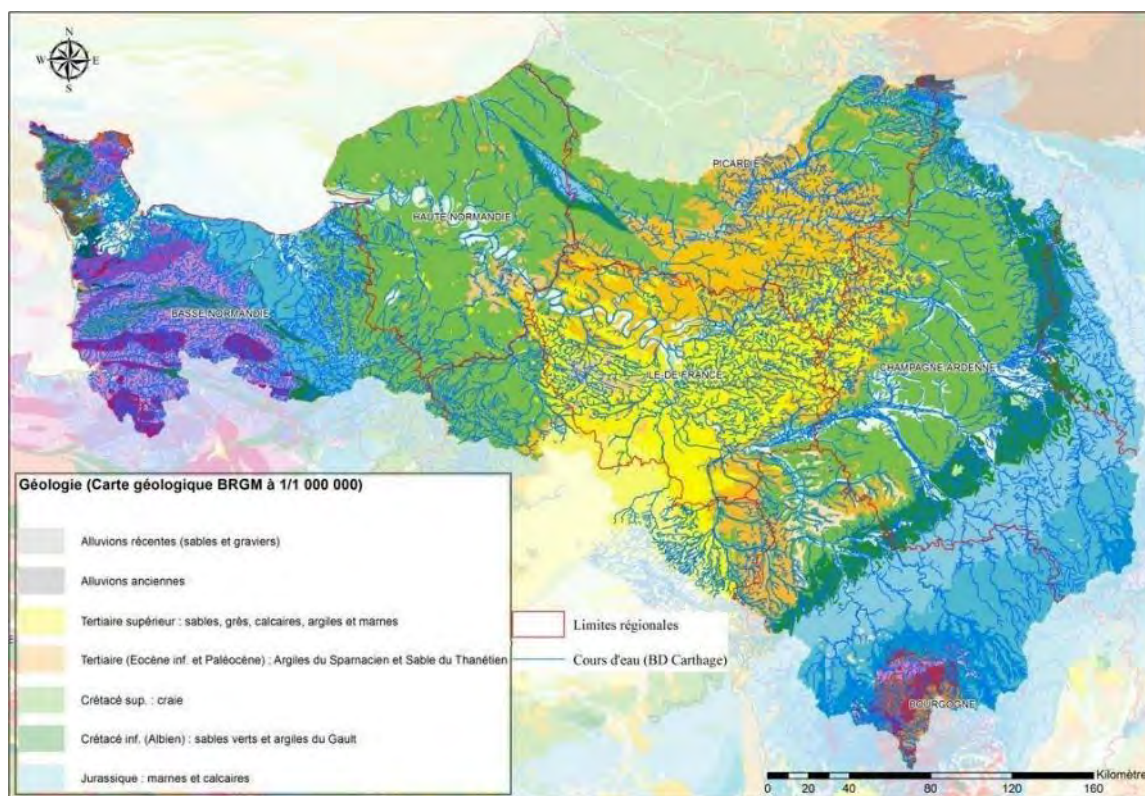 N
W E
S
PICARDIE
HAUTE NORMANDIE
BASSE NORMANDIE
ILE DE FRANCE
CHAMPAGNE ARDENNE
BOURGOGNE
Géologie (Carte géologique BRGM à 1/1 000 000)
Alluvions récentes (sables et graviers)
Alluvions anciennes
Tertiaire supérieur : sables, grès, calcaires, argiles et marnes
Tertiaire (Eocène inf. et Paléocène) : Argiles du Sparnacien et Sable du Thanétien
Crétacé sup. : craie
Crétacé inf. (Albien) : sables verts et argiles du Gault
Jurassique : marnes et calcaires
Limites régionales
Cours d'eau (BD Carthage)
Kilomètre
0 20 40 80 120 160